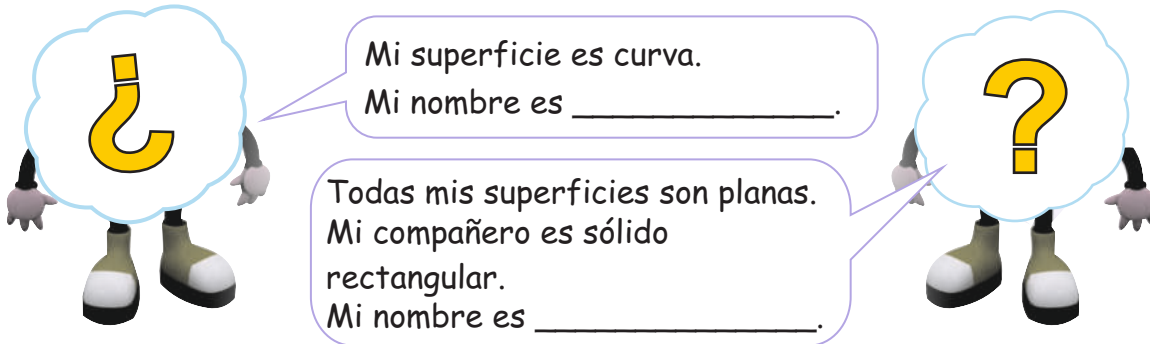 ¿
Mi superficie es curva.
Mi nombre es _____________.
?
Todas mis superficies son planas.
Mi compañero es sólido
rectangular.
Mi nombre es ______________.